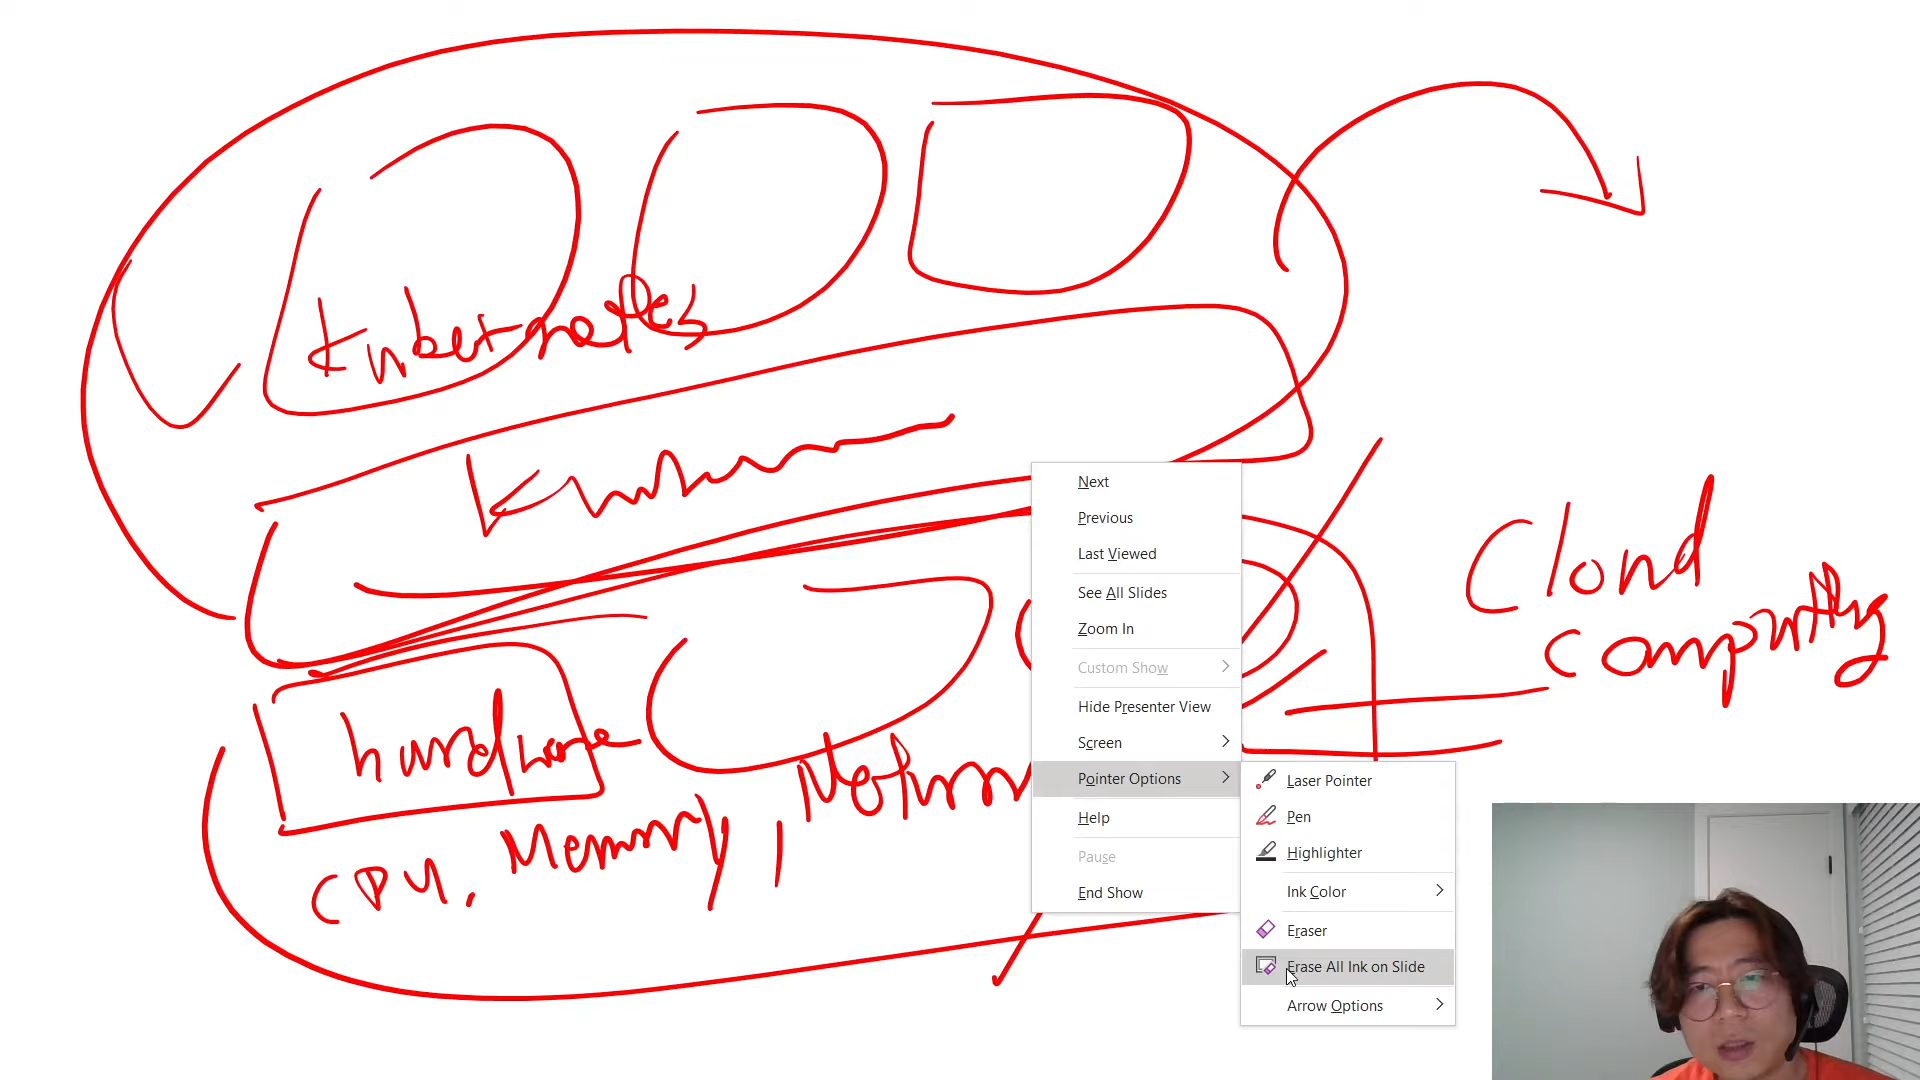 kubernetes
Cloud
computing
hardware
CPU, Memory, Networ
Next
Previous
Last Viewed
See All Slides
Zoom In
Custom Show
Hide Presenter View
Screen
Pointer Options
Help
Pause
End Show
Laser Pointer
Pen
Highlighter
Ink Color
Eraser
Erase All Ink on Slide
Arrow Options